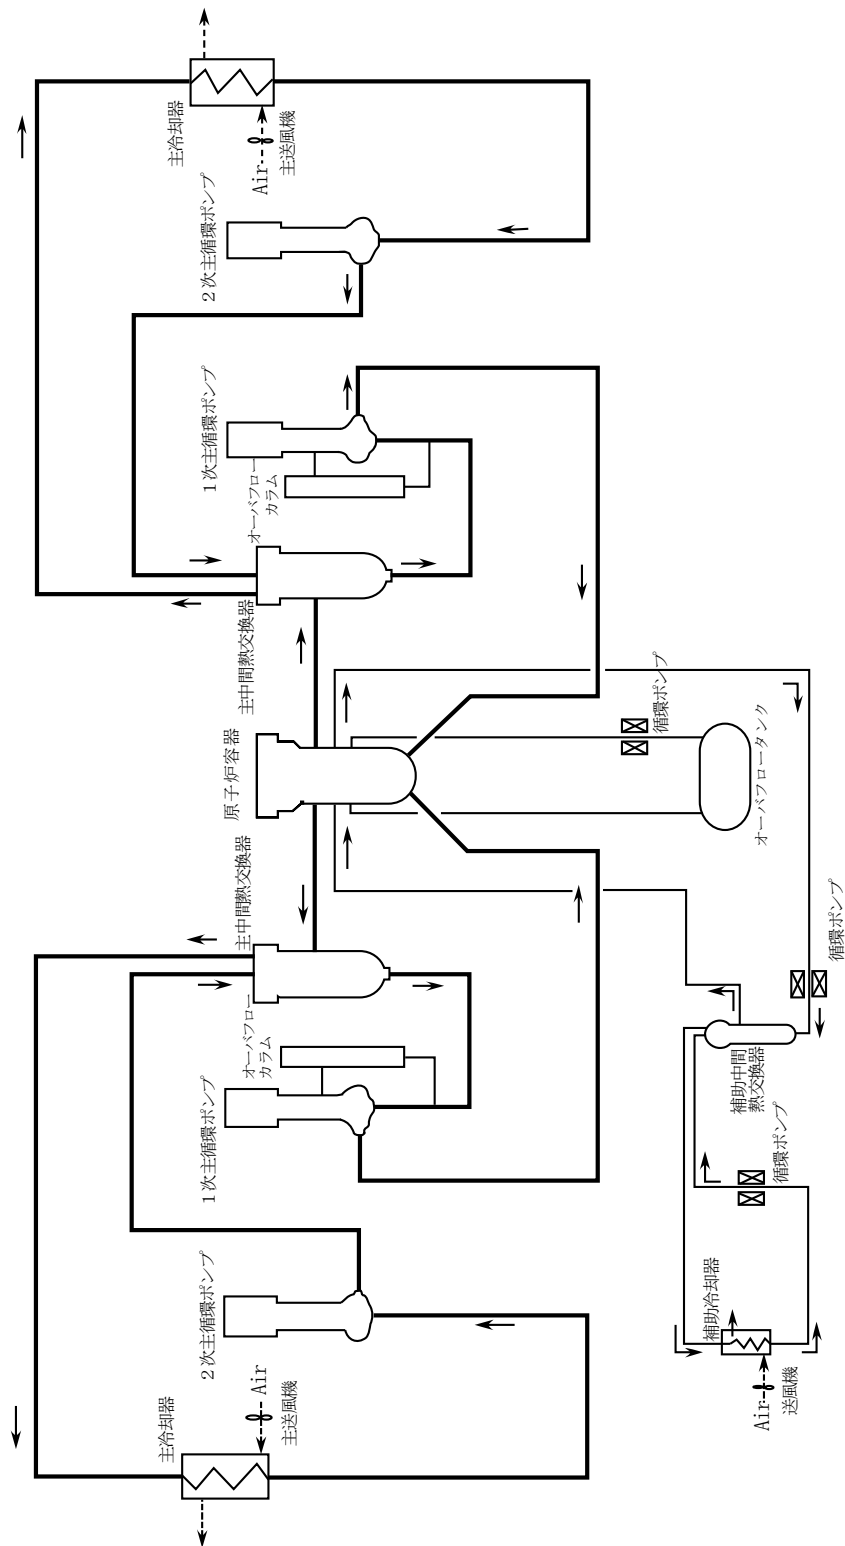 主冷却器
Air
主送風機
2次主循環ポンプ
1次主循環ポンプ
オーバフロー
カラム
主中間熱交換器
原子炉容器
循環ポンプ
オーバフロータンク
主中間熱交換器
オーバフロー
カラム
1次主循環ポンプ
2次主循環ポンプ
Air
主送風機
主冷却器
循環ポンプ
補助中間
熱交換器
循環ポンプ
補助冷却器
Air
送風機